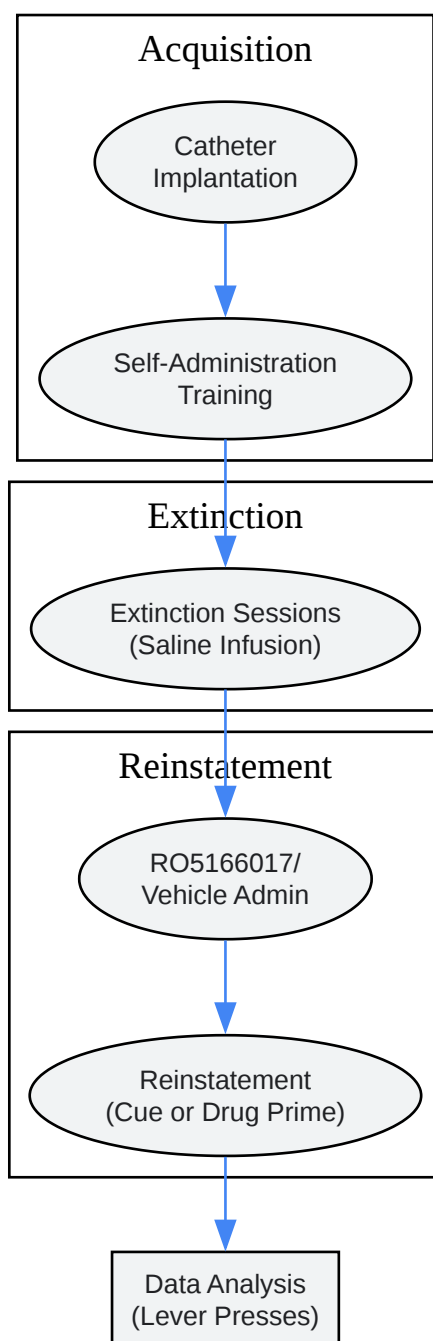 Acquisition
Catheter
Implantation
Self-Administration
Training
Extinction
Extinction Sessions
(Saline Infusion)
Reinstatement
RO5166017/
Vehicle Admin
Reinstatement
(Cue or Drug Prime)
Data Analysis
(Lever Presses)